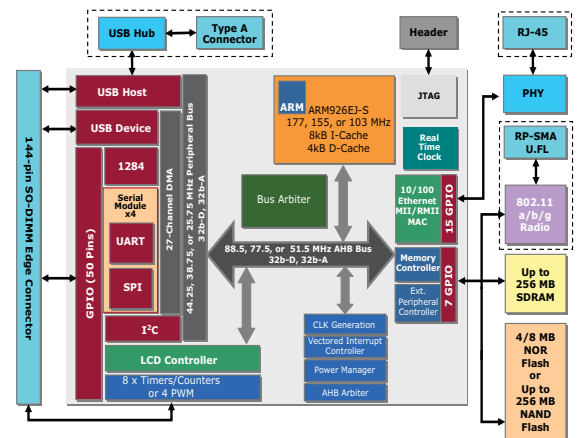 USB Hub
Type A
Connector
Header
RJ-45
144-pin SO-DIMM Edge Connector
USB Host
USB Device
GPIO (50 Pins)
1284
Serial
Module
x4
UART
SPI
I²C
27-Channel DMA
44.25, 38.75, or 25.75 MHz Peripheral Bus
32b-D, 32b-A
ARM
ARM926EJ-S
177, 155, or 103 MHz
8kB I-Cache
4kB D-Cache
JTAG
Real
Time
Clock
PHY
RP-SMA
U.FL
Bus Arbiter
10/100
Ethernet
MII/RMII
MAC
15 GPIO
802.11
a/b/g
Radio
88.5, 77.5, or 51.5 MHz AHB Bus
32b-D, 32b-A
Memory
Controller
Ext.
Peripheral
Controller
7 GPIO
Up to
256 MB
SDRAM
LCD Controller
8 x Timers/Counters
or 4 PWM
CLK Generation
Vectored Interrupt
Controller
Power Manager
AHB Arbiter
4/8 MB
NOR
Flash
or
Up to
256 MB
NAND
Flash